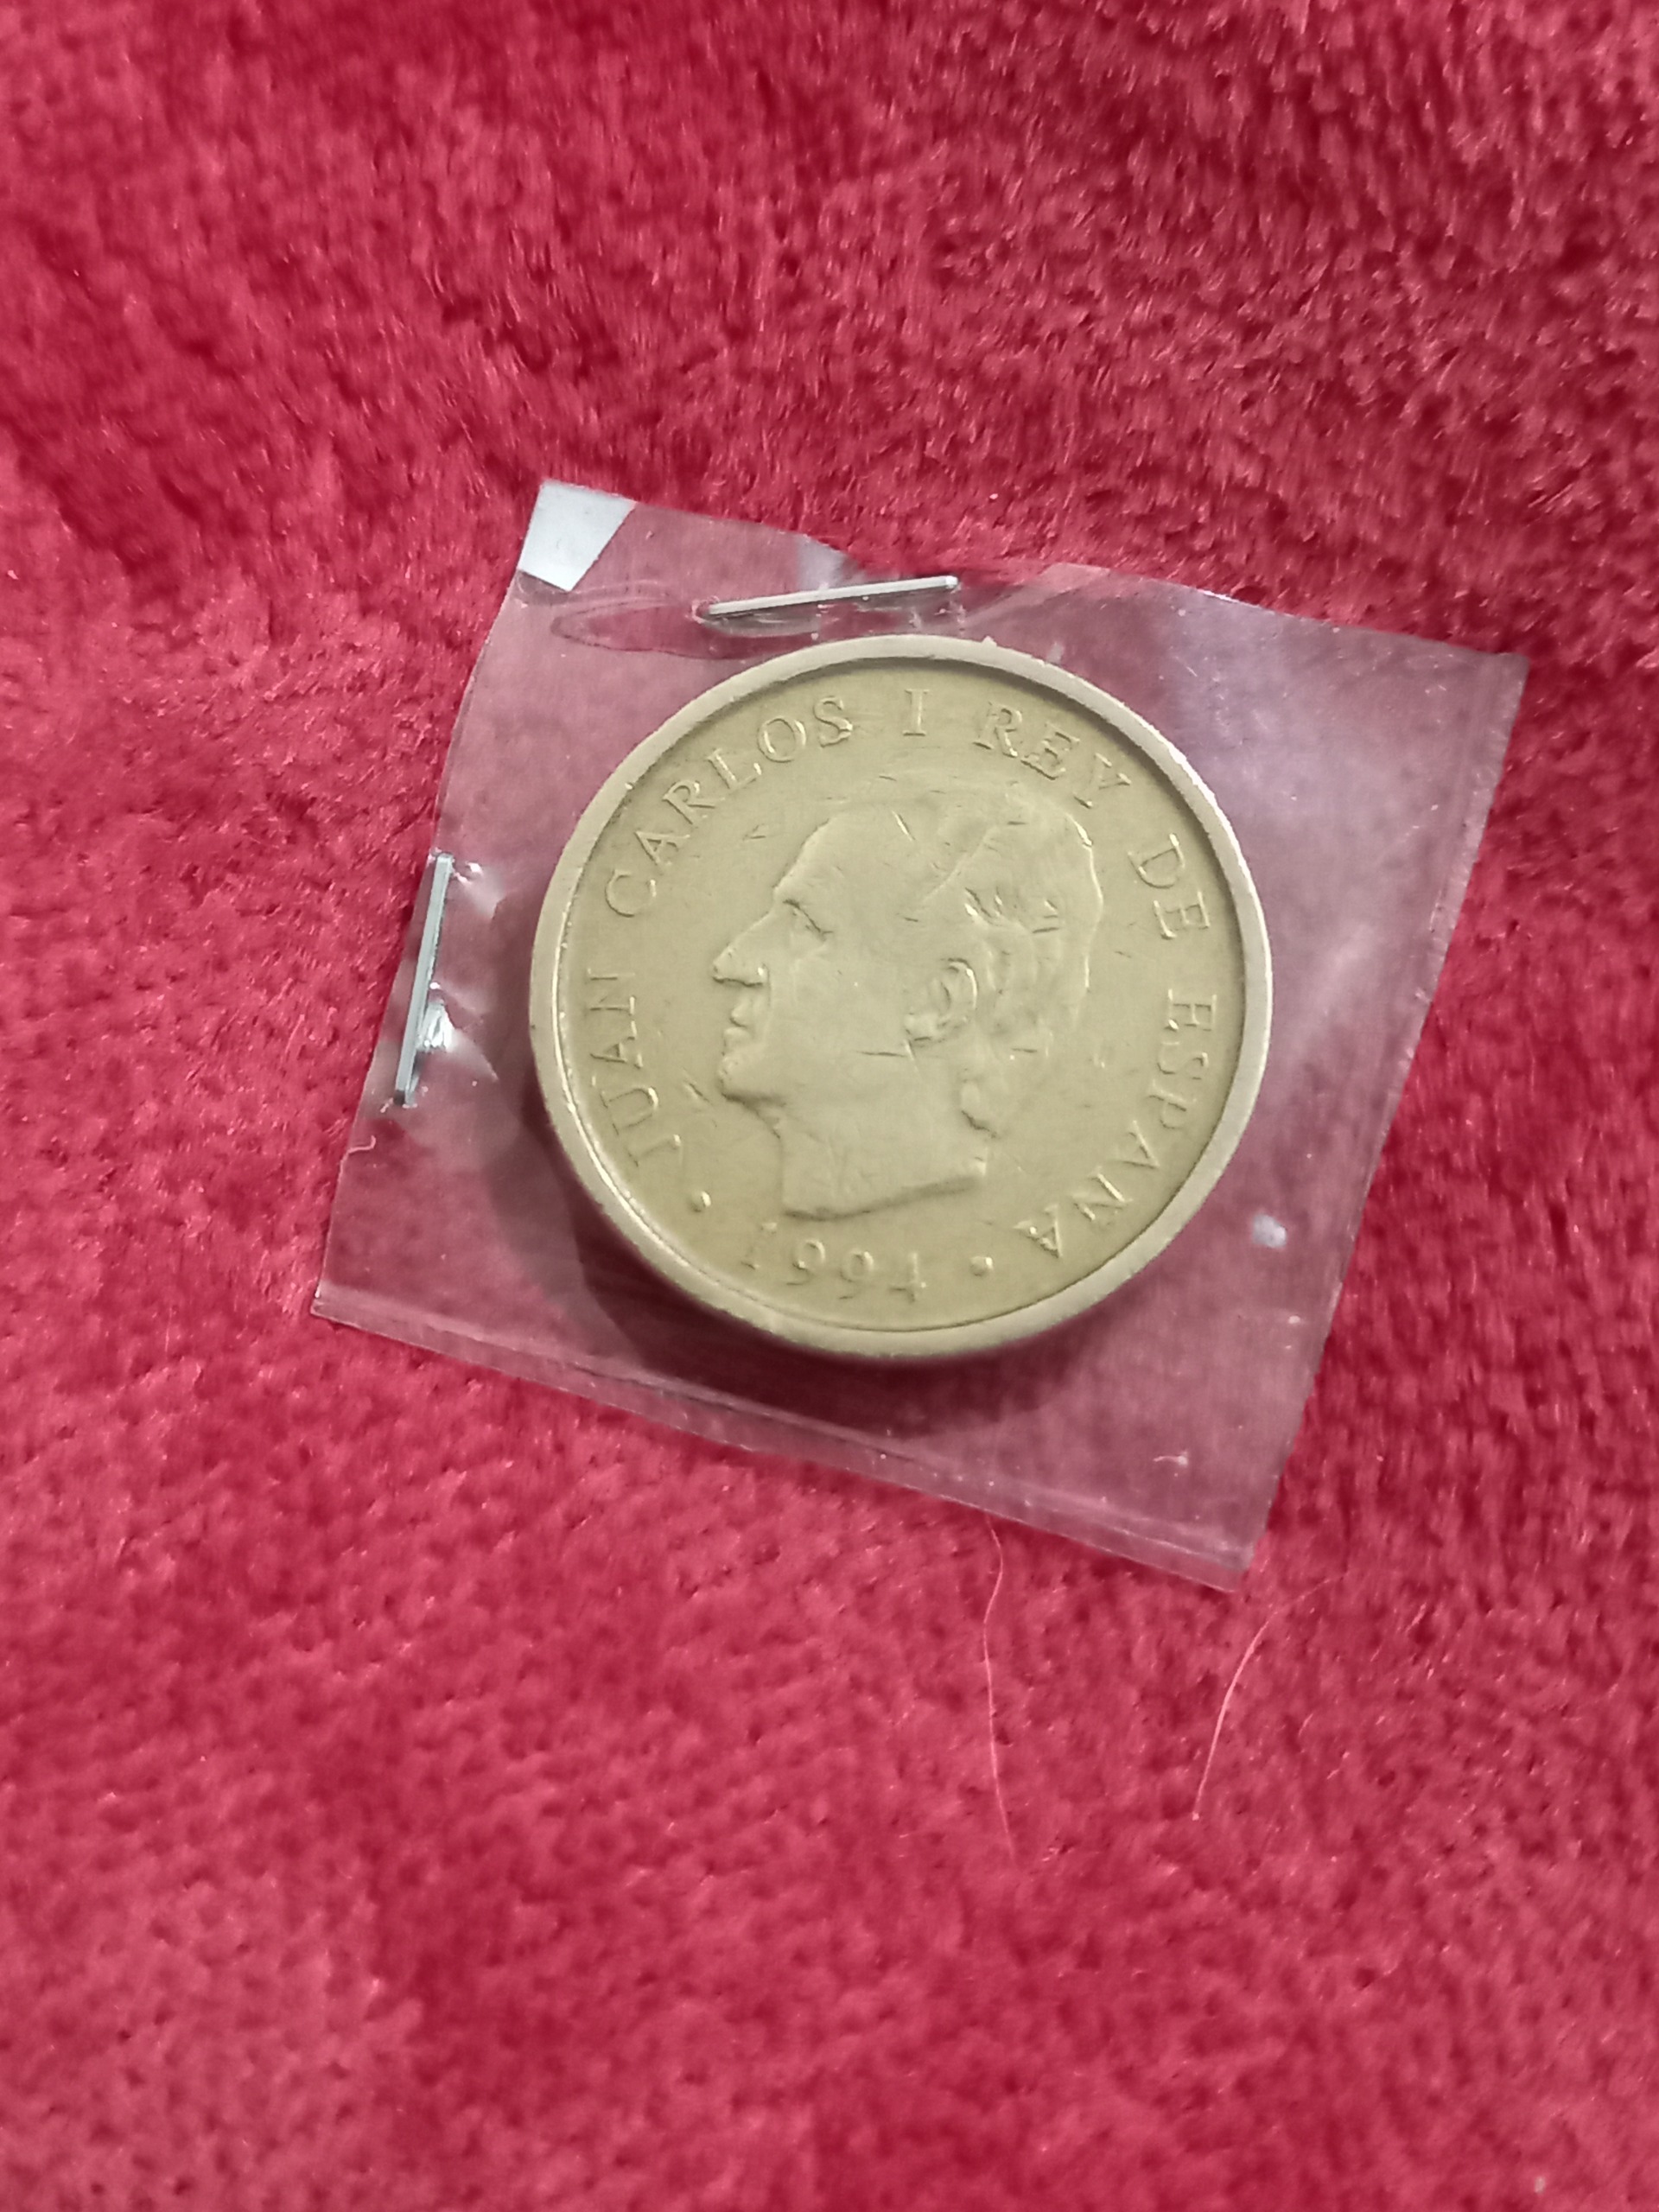 JUAN CARLOS I REY DE ESPAÑA
• 1994 •